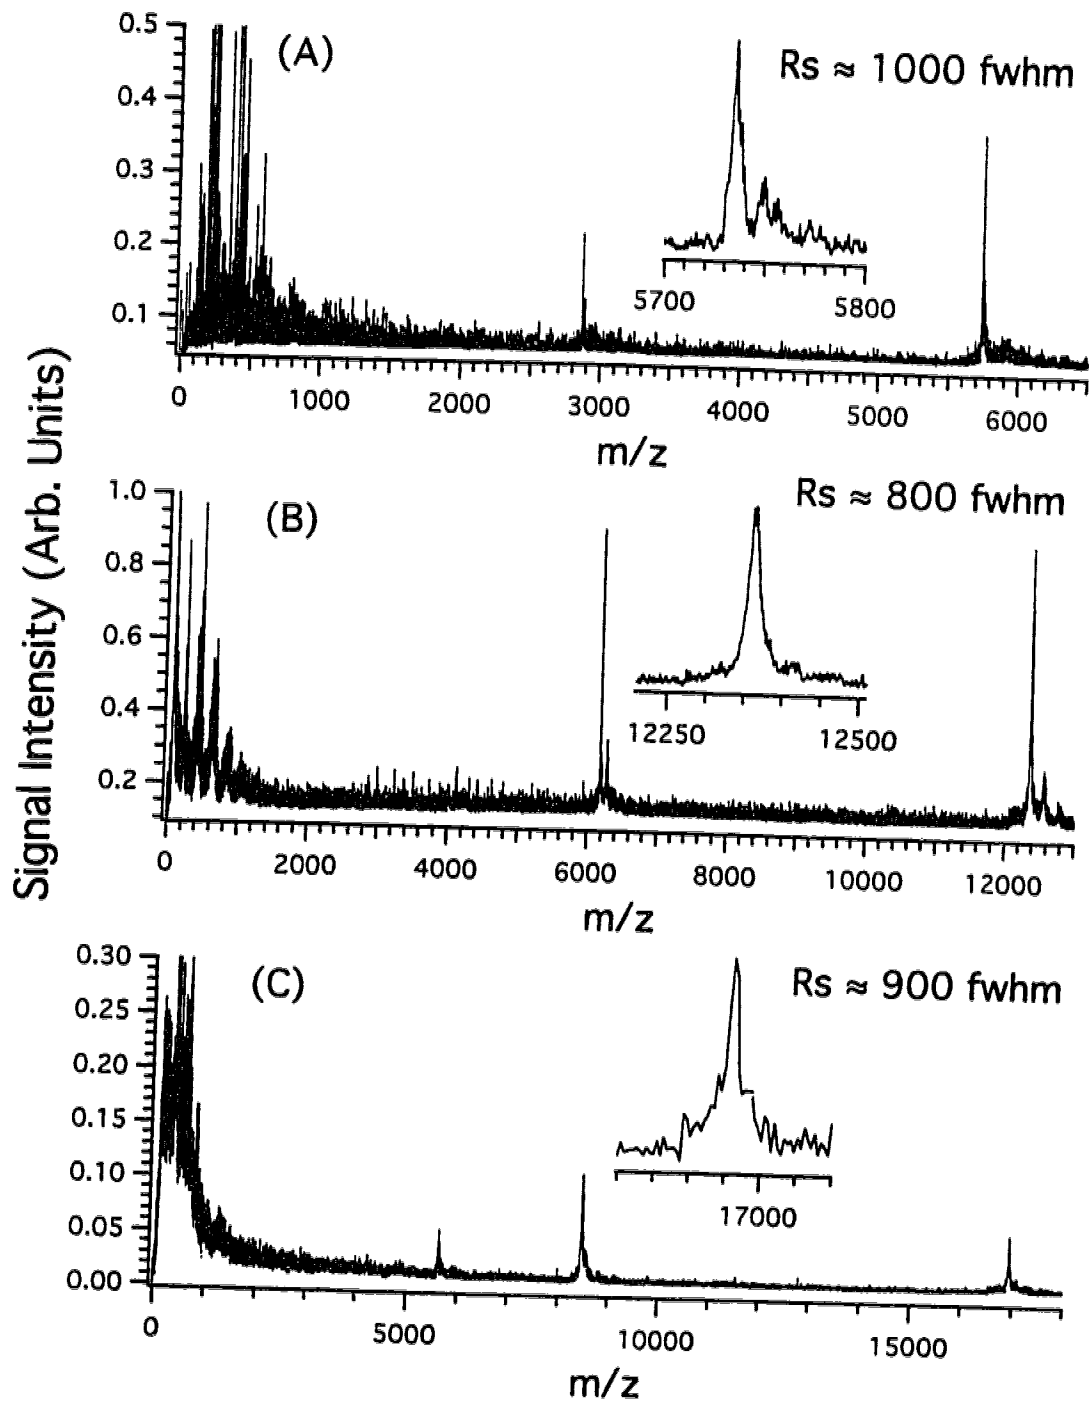 Signal Intensity (Arb. Units)
(A)
Rs ≈ 1000 fwhm
0.5
0.4
0.3
0.2
0.1
5700 5800
0 1000 2000 3000 4000 5000 6000
m/z
(B)
Rs ≈ 800 fwhm
1.0
0.8
0.6
0.4
0.2
12250 12500
0 2000 4000 6000 8000 10000 12000
m/z
(C)
Rs ≈ 900 fwhm
0.30
0.25
0.20
0.15
0.10
0.05
0.00
17000
0 5000 10000 15000
m/z